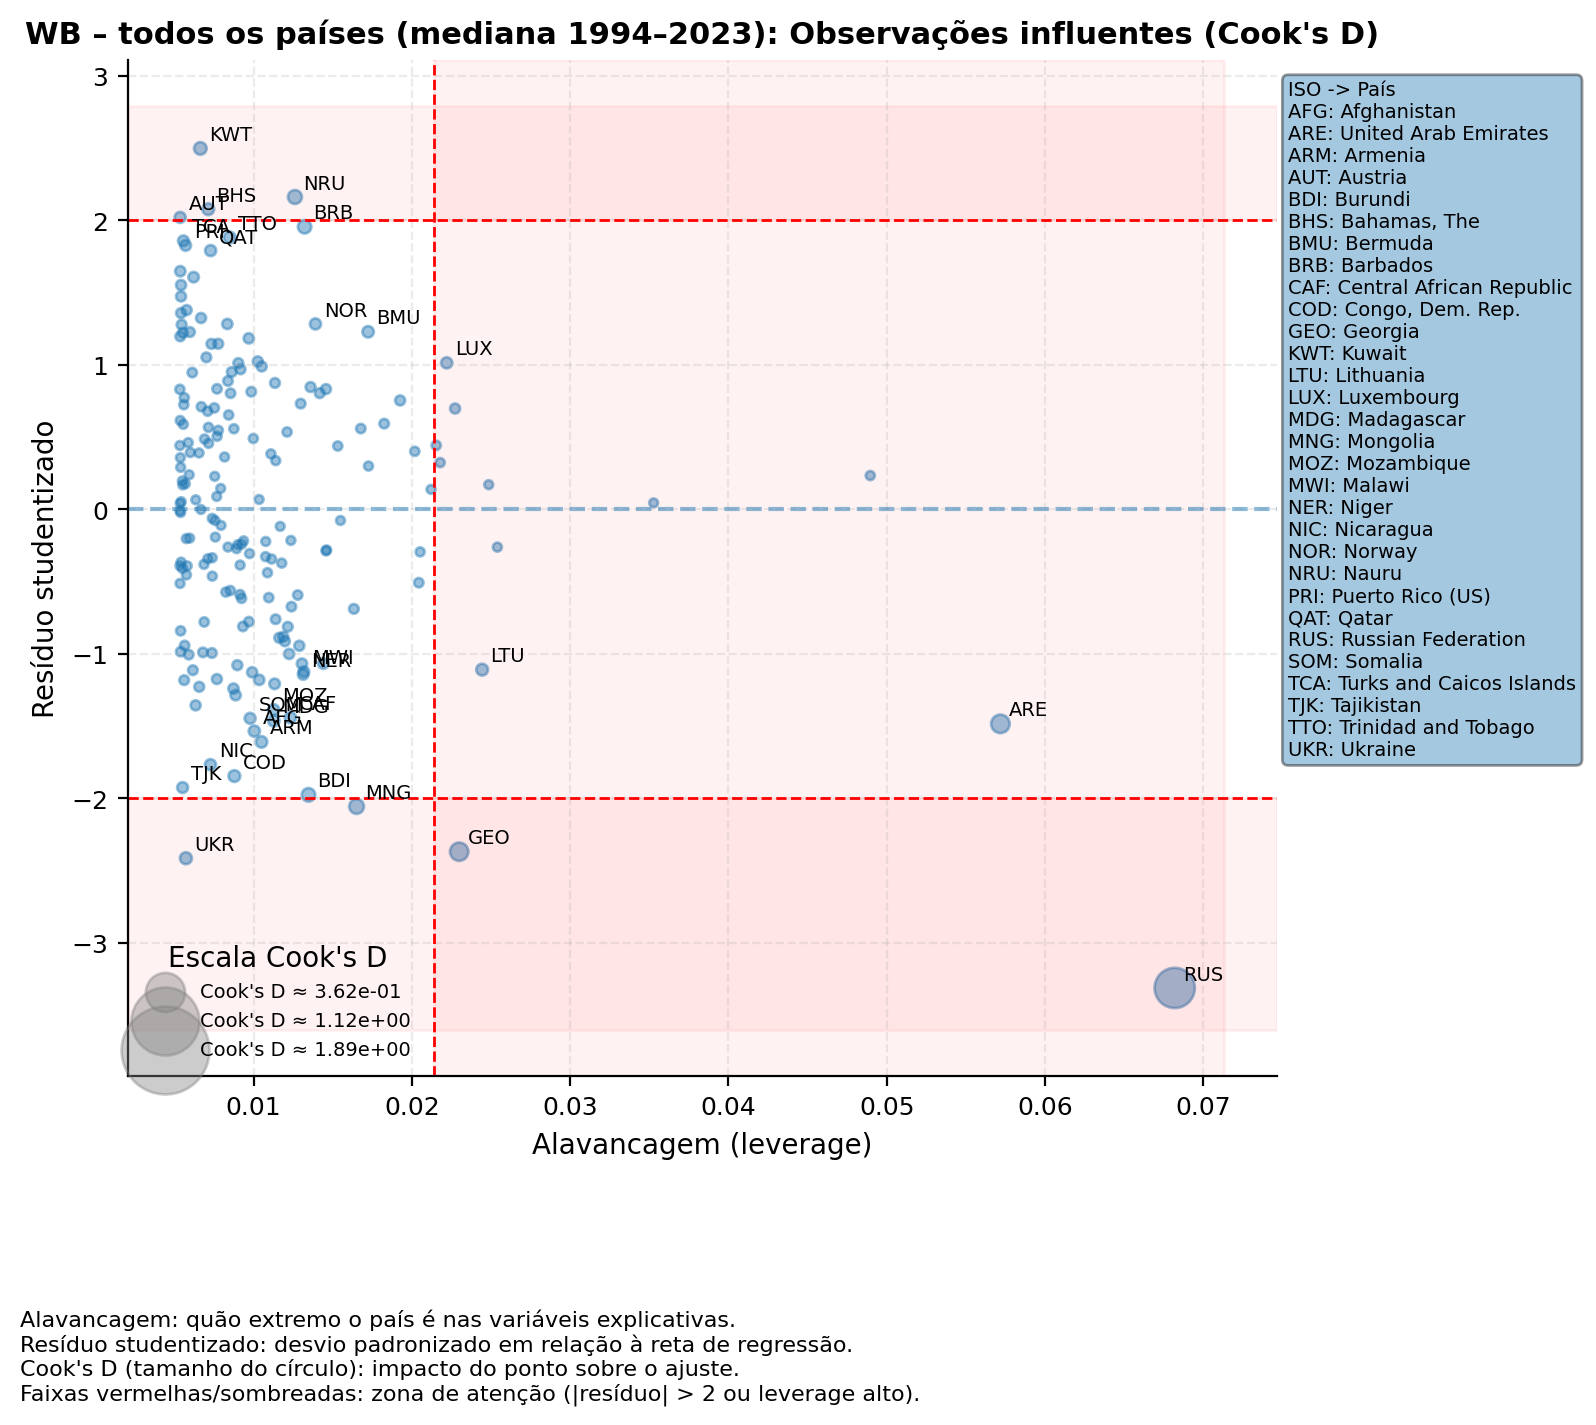 WB – todos os países (mediana 1994–2023): Observações influentes (Cook's D)
Resíduo studentizado
3
2
1
0
−1
−2
−3
0.01
0.02
0.03
0.04
0.05
0.06
0.07
Alavancagem (leverage)
KWT
NRU
BHS
AUT
BRB
TTO
TCA
PRI
QAT
NOR
BMU
LUX
MWI
NER
LTU
MOZ
SOM
CAF
MDG
AFG
ARM
ARE
NIC
COD
TJK
BDI
MNG
GEO
UKR
RUS
Escala Cook's D
Cook's D ≈ 3.62e-01
Cook's D ≈ 1.12e+00
Cook's D ≈ 1.89e+00
ISO -> País
AFG: Afghanistan
ARE: United Arab Emirates
ARM: Armenia
AUT: Austria
BDI: Burundi
BHS: Bahamas, The
BMU: Bermuda
BRB: Barbados
CAF: Central African Republic
COD: Congo, Dem. Rep.
GEO: Georgia
KWT: Kuwait
LTU: Lithuania
LUX: Luxembourg
MDG: Madagascar
MNG: Mongolia
MOZ: Mozambique
MWI: Malawi
NER: Niger
NIC: Nicaragua
NOR: Norway
NRU: Nauru
PRI: Puerto Rico (US)
QAT: Qatar
RUS: Russian Federation
SOM: Somalia
TCA: Turks and Caicos Islands
TJK: Tajikistan
TTO: Trinidad and Tobago
UKR: Ukraine
Alavancagem: quão extremo o país é nas variáveis explicativas.
Resíduo studentizado: desvio padronizado em relação à reta de regressão.
Cook's D (tamanho do círculo): impacto do ponto sobre o ajuste.
Faixas vermelhas/sombreadas: zona de atenção (|resíduo| > 2 ou leverage alto).